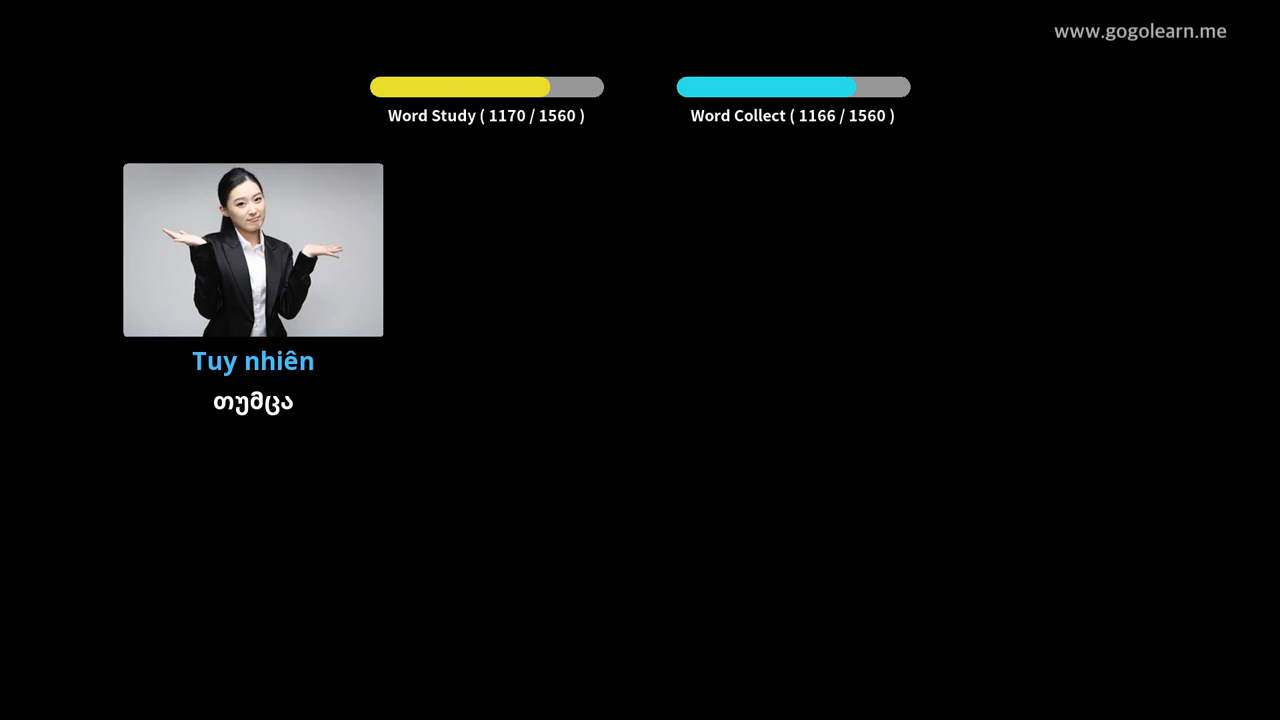 www.gogolearn.me
Word Study ( 1170 / 1560 )
Word Collect ( 1166 / 1560 )
Tuy nhiên
თუმცა